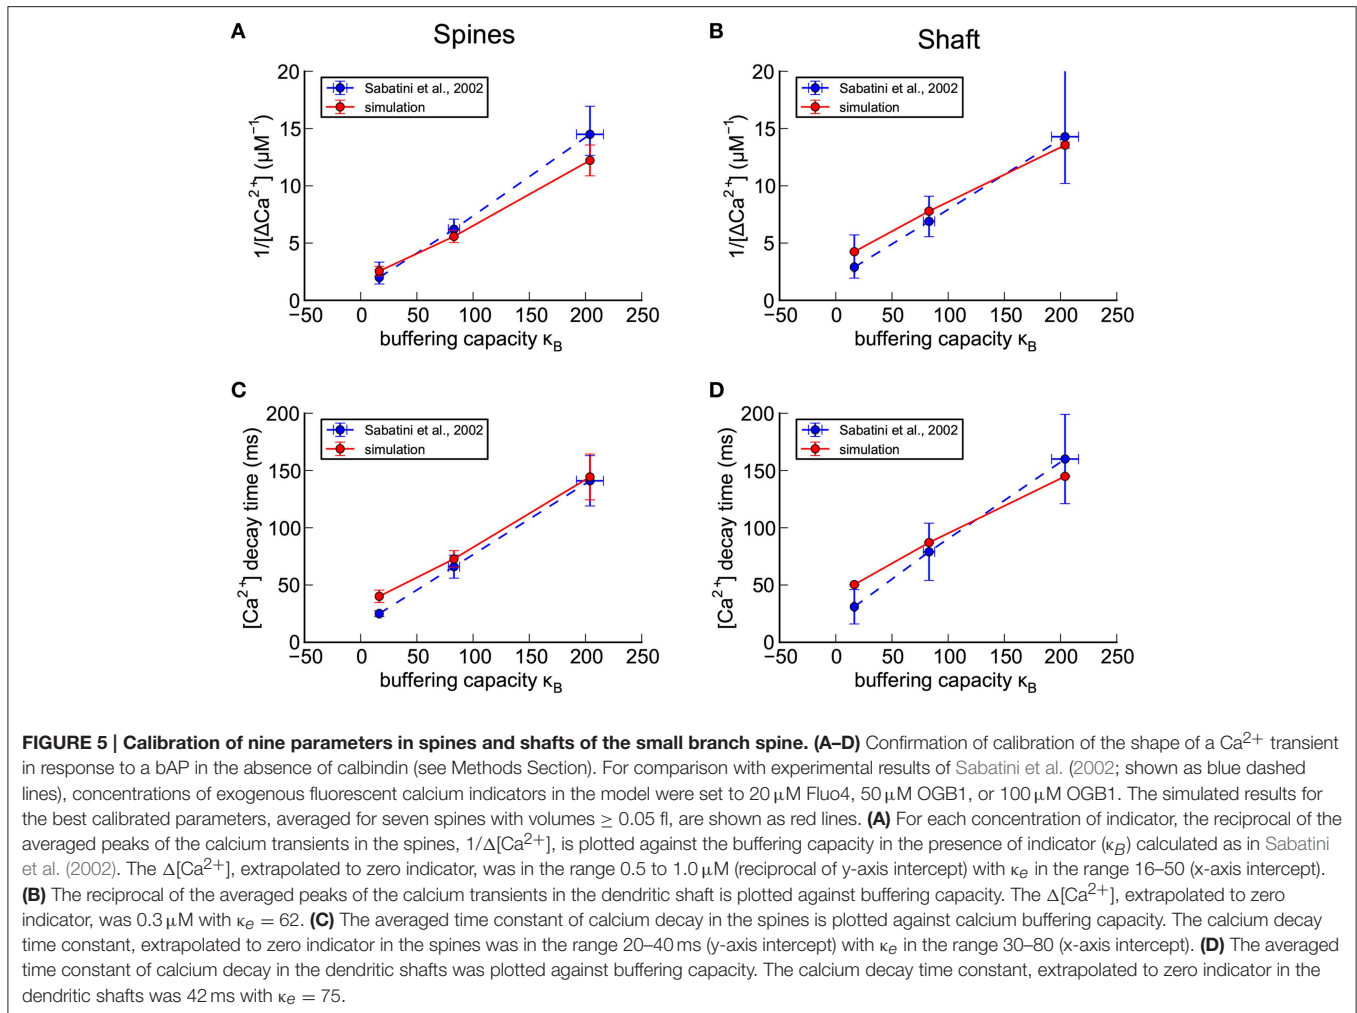 A
Spines
B
Shaft
20
15
10
5
0
1/[ΔCa²⁺] (μM⁻¹)
Sabatini et al., 2002
simulation
−50 0 50 100 150 200 250
buffering capacity κ_B
20
15
10
5
0
1/[ΔCa²⁺] (μM⁻¹)
Sabatini et al., 2002
simulation
−50 0 50 100 150 200 250
buffering capacity κ_B
C
200
150
100
50
0
[Ca²⁺] decay time (ms)
Sabatini et al., 2002
simulation
−50 0 50 100 150 200 250
buffering capacity κ_B
D
200
150
100
50
0
[Ca²⁺] decay time (ms)
Sabatini et al., 2002
simulation
−50 0 50 100 150 200 250
buffering capacity κ_B
FIGURE 5 | Calibration of nine parameters in spines and shafts of the small branch spine. (A–D) Confirmation of calibration of the shape of a Ca²⁺ transient
in response to a bAP in the absence of calbindin (see Methods Section). For comparison with experimental results of Sabatini et al. (2002; shown as blue dashed
lines), concentrations of exogenous fluorescent calcium indicators in the model were set to 20 μM Fluo4, 50 μM OGB1, or 100 μM OGB1. The simulated results for
the best calibrated parameters, averaged for seven spines with volumes ≥ 0.05 fl, are shown as red lines. (A) For each concentration of indicator, the reciprocal of
the averaged peaks of the calcium transients in the spines, 1/Δ[Ca²⁺], is plotted against the buffering capacity in the presence of indicator (κ_B) calculated as in Sabatini
et al. (2002). The Δ[Ca²⁺], extrapolated to zero indicator, was in the range 0.5 to 1.0 μM (reciprocal of y-axis intercept) with κ_e in the range 16–50 (x-axis intercept).
(B) The reciprocal of the averaged peaks of the calcium transients in the dendritic shaft is plotted against buffering capacity. The Δ[Ca²⁺], extrapolated to zero
indicator, was 0.3 μM with κ_e = 62. (C) The averaged time constant of calcium decay in the spines is plotted against calcium buffering capacity. The calcium decay
time constant, extrapolated to zero indicator in the spines was in the range 20–40 ms (y-axis intercept) with κ_e in the range 30–80 (x-axis intercept). (D) The averaged
time constant of calcium decay in the dendritic shafts was plotted against buffering capacity. The calcium decay time constant, extrapolated to zero indicator in the
dendritic shafts was 42 ms with κ_e = 75.